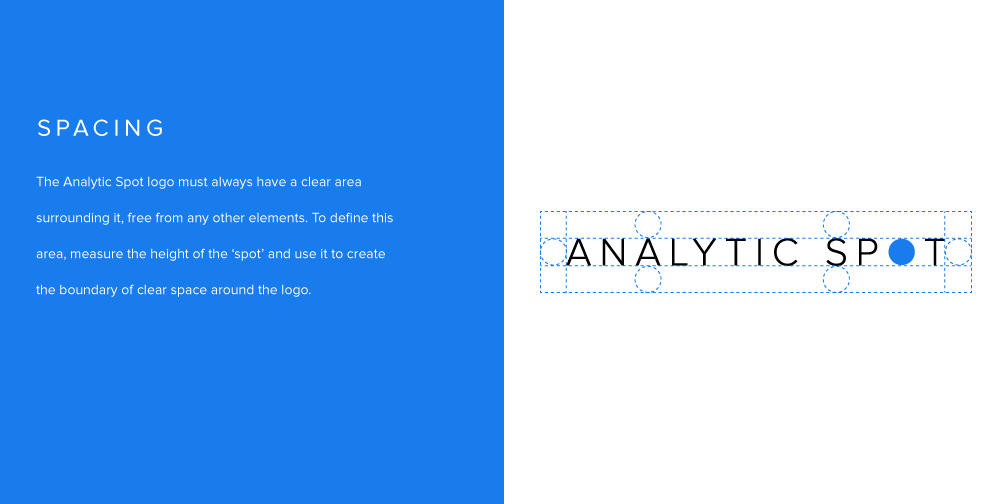 SPACING
The Analytic Spot logo must always have a clear area
surrounding it, free from any other elements. To define this
area, measure the height of the ‘spot’ and use it to create
the boundary of clear space around the logo.
ANALYTIC SP●T